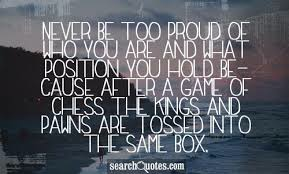 NEVER BE TOO PROUD OF
WHO YOU ARE AND WHAT
POSITION YOU HOLD BE-
CAUSE AFTER A GAME OF
CHESS, THE KINGS AND
PAWNS ARE TOSSED INTO
THE SAME BOX.
searchQuotes.com